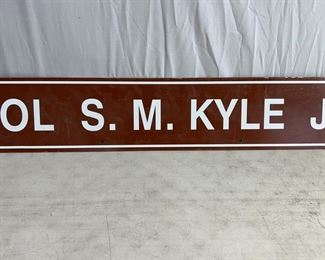 OL S. M. KYLE J